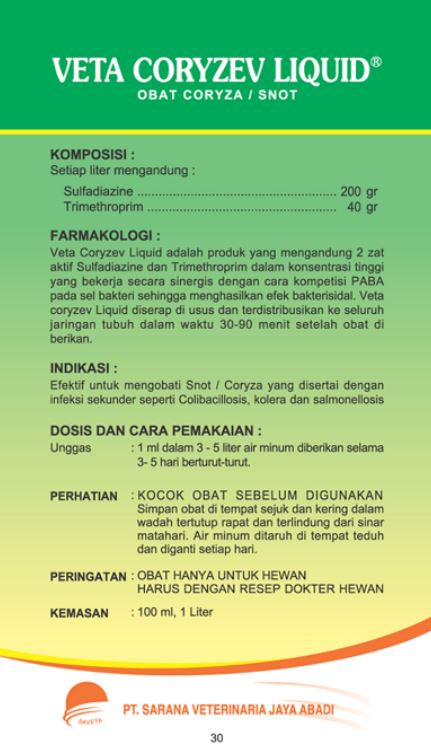 VETA CORYZEV LIQUID®
OBAT CORYZA / SNOT
KOMPOSISI :
Setiap liter mengandung :
Sulfadiazine ........................................................ 200 gr
Trimethroprim ..................................................... 40 gr
FARMAKOLOGI :
Veta Coryzev Liquid adalah produk yang mengandung 2 zat
aktif Sulfadiazine dan Trimethroprim dalam konsentrasi tinggi
yang bekerja secara sinergis dengan cara kompetisi PABA
pada sel bakteri sehingga menghasilkan efek bakterisidal. Veta
coryzev Liquid diserap di usus dan terdistribusikan ke seluruh
jaringan tubuh dalam waktu 30-90 menit setelah obat di
berikan.
INDIKASI :
Efektif untuk mengobati Snot / Coryza yang disertai dengan
infeksi sekunder seperti Colibacillosis, kolera dan salmonellosis
DOSIS DAN CARA PEMAKAIAN :
Unggas : 1 ml dalam 3 - 5 liter air minum diberikan selama
3- 5 hari berturut-turut.
PERHATIAN : KOCOK OBAT SEBELUM DIGUNAKAN
Simpan obat di tempat sejuk dan kering dalam
wadah tertutup rapat dan terlindung dari sinar
matahari. Air minum ditaruh di tempat teduh
dan diganti setiap hari.
PERINGATAN : OBAT HANYA UNTUK HEWAN
HARUS DENGAN RESEP DOKTER HEWAN
KEMASAN : 100 ml, 1 Liter
SAVETA
PT. SARANA VETERINARIA JAYA ABADI
30